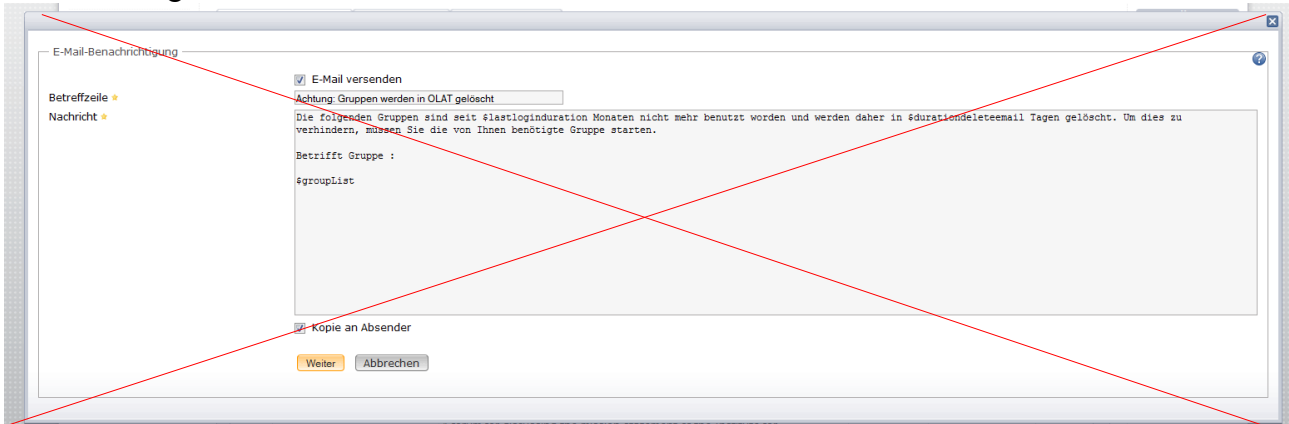 E-Mail-Benachrichtigung
E-Mail versenden
Betreffzeile
Achtung: Gruppen werden in OLAT gelöscht
Nachricht
Die folgenden Gruppen sind seit $lastloginduration Monaten nicht mehr benutzt worden und werden daher in $durationdeleteemail Tagen gelöscht. Um dies zu
verhindern, müssen Sie die von Ihnen benötigte Gruppe starten.
Betrifft Gruppe :
$groupList
Kopie an Absender
Weiter Abbrechen